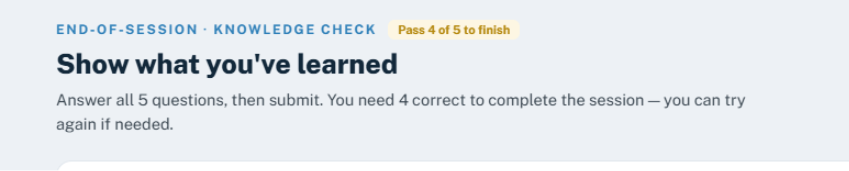 END-OF-SESSION · KNOWLEDGE CHECK Pass 4 of 5 to finish
Show what you've learned
Answer all 5 questions, then submit. You need 4 correct to complete the session — you can try
again if needed.